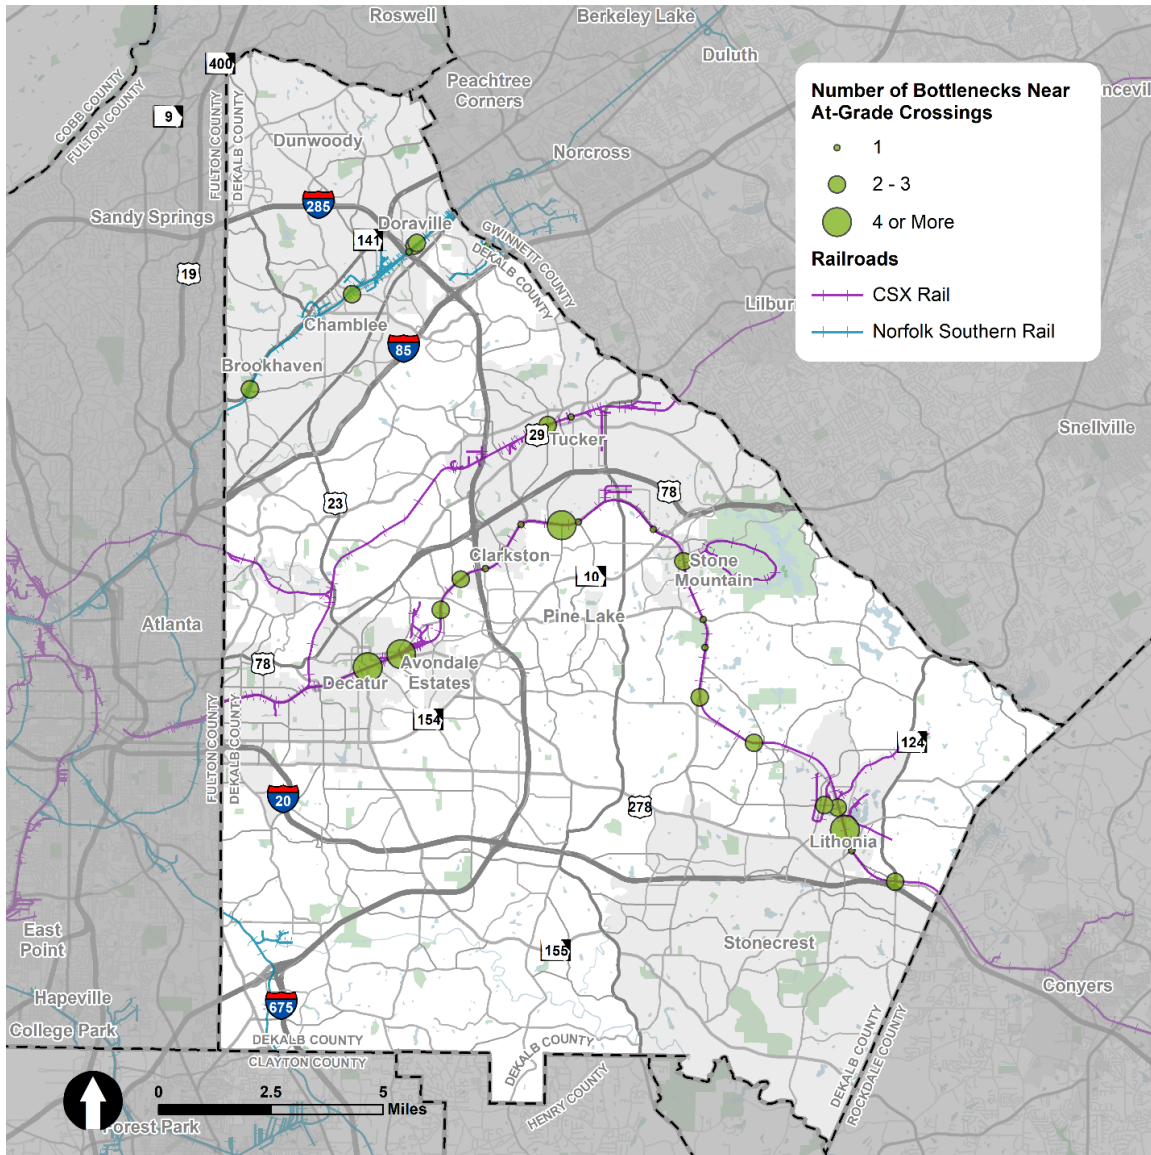 Roswell
Berkeley Lake
Duluth
400
Peachtree
Corners
Number of Bottlenecks Near
At-Grade Crossings
1
2 - 3
4 or More
Railroads
CSX Rail
Norfolk Southern Rail
COBB COUNTY
FULTON COUNTY
9
FULTON COUNTY
DEKALB COUNTY
Dunwoody
Norcross
Sandy Springs
285
Doraville
141
GWINNETT COUNTY
DEKALB COUNTY
19
Chamblee
85
Brookhaven
29
Tucker
Snellville
23
78
Clarkston
Stone
Mountain
10
Pine Lake
Atlanta
78
Avondale
Estates
Decatur
154
124
FULTON COUNTY
DEKALB COUNTY
20
278
Lithonia
East
Point
155
Stonecrest
Hapeville
College Park
675
Conyers
DEKALB COUNTY
CLAYTON COUNTY
DEKALB COUNTY
HENRY COUNTY
DEKALB COUNTY
ROCKDALE COUNTY
0
2.5
5
Miles
Forest Park